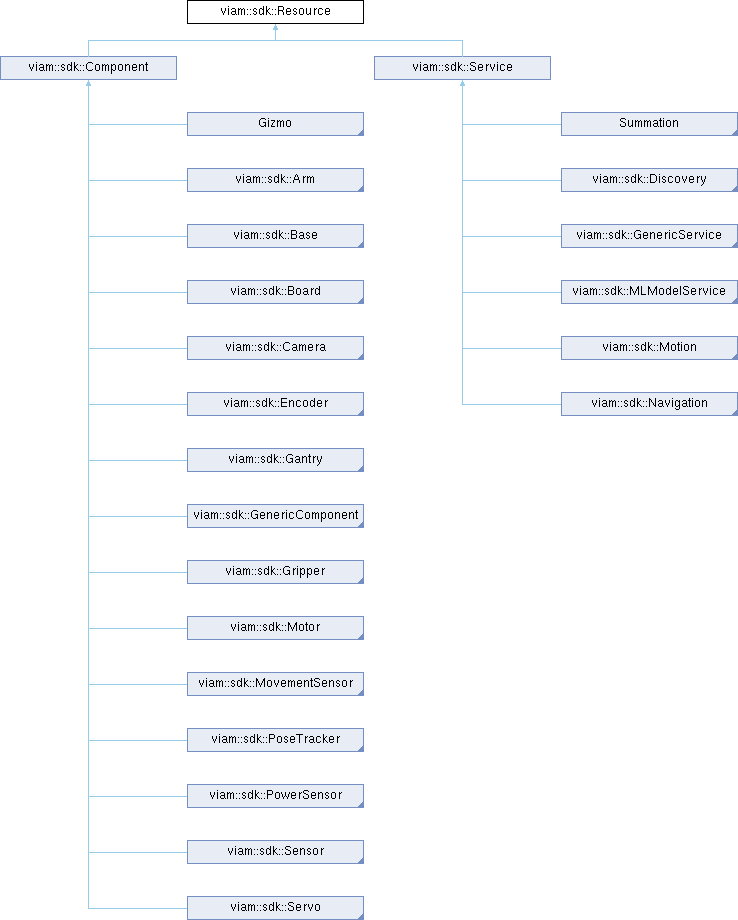 viam::sdk::Resource
viam::sdk::Component
viam::sdk::Service
Gizmo
Summation
viam::sdk::Arm
viam::sdk::Discovery
viam::sdk::Base
viam::sdk::GenericService
viam::sdk::Board
viam::sdk::MLModelService
viam::sdk::Camera
viam::sdk::Motion
viam::sdk::Encoder
viam::sdk::Navigation
viam::sdk::Gantry
viam::sdk::GenericComponent
viam::sdk::Gripper
viam::sdk::Motor
viam::sdk::MovementSensor
viam::sdk::PoseTracker
viam::sdk::PowerSensor
viam::sdk::Sensor
viam::sdk::Servo